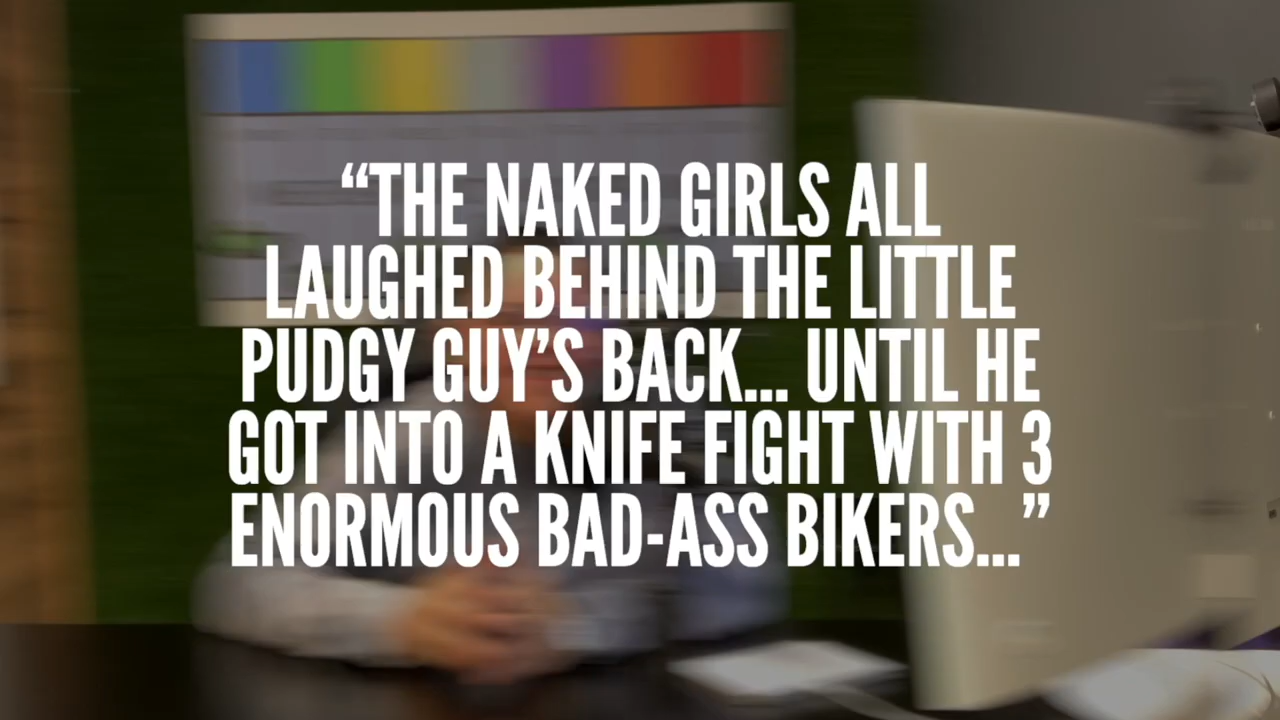 “THE NAKED GIRLS ALL
LAUGHED BEHIND THE LITTLE
PUDGY GUY’S BACK... UNTIL HE
GOT INTO A KNIFE FIGHT WITH 3
ENORMOUS BAD-ASS BIKERS...”